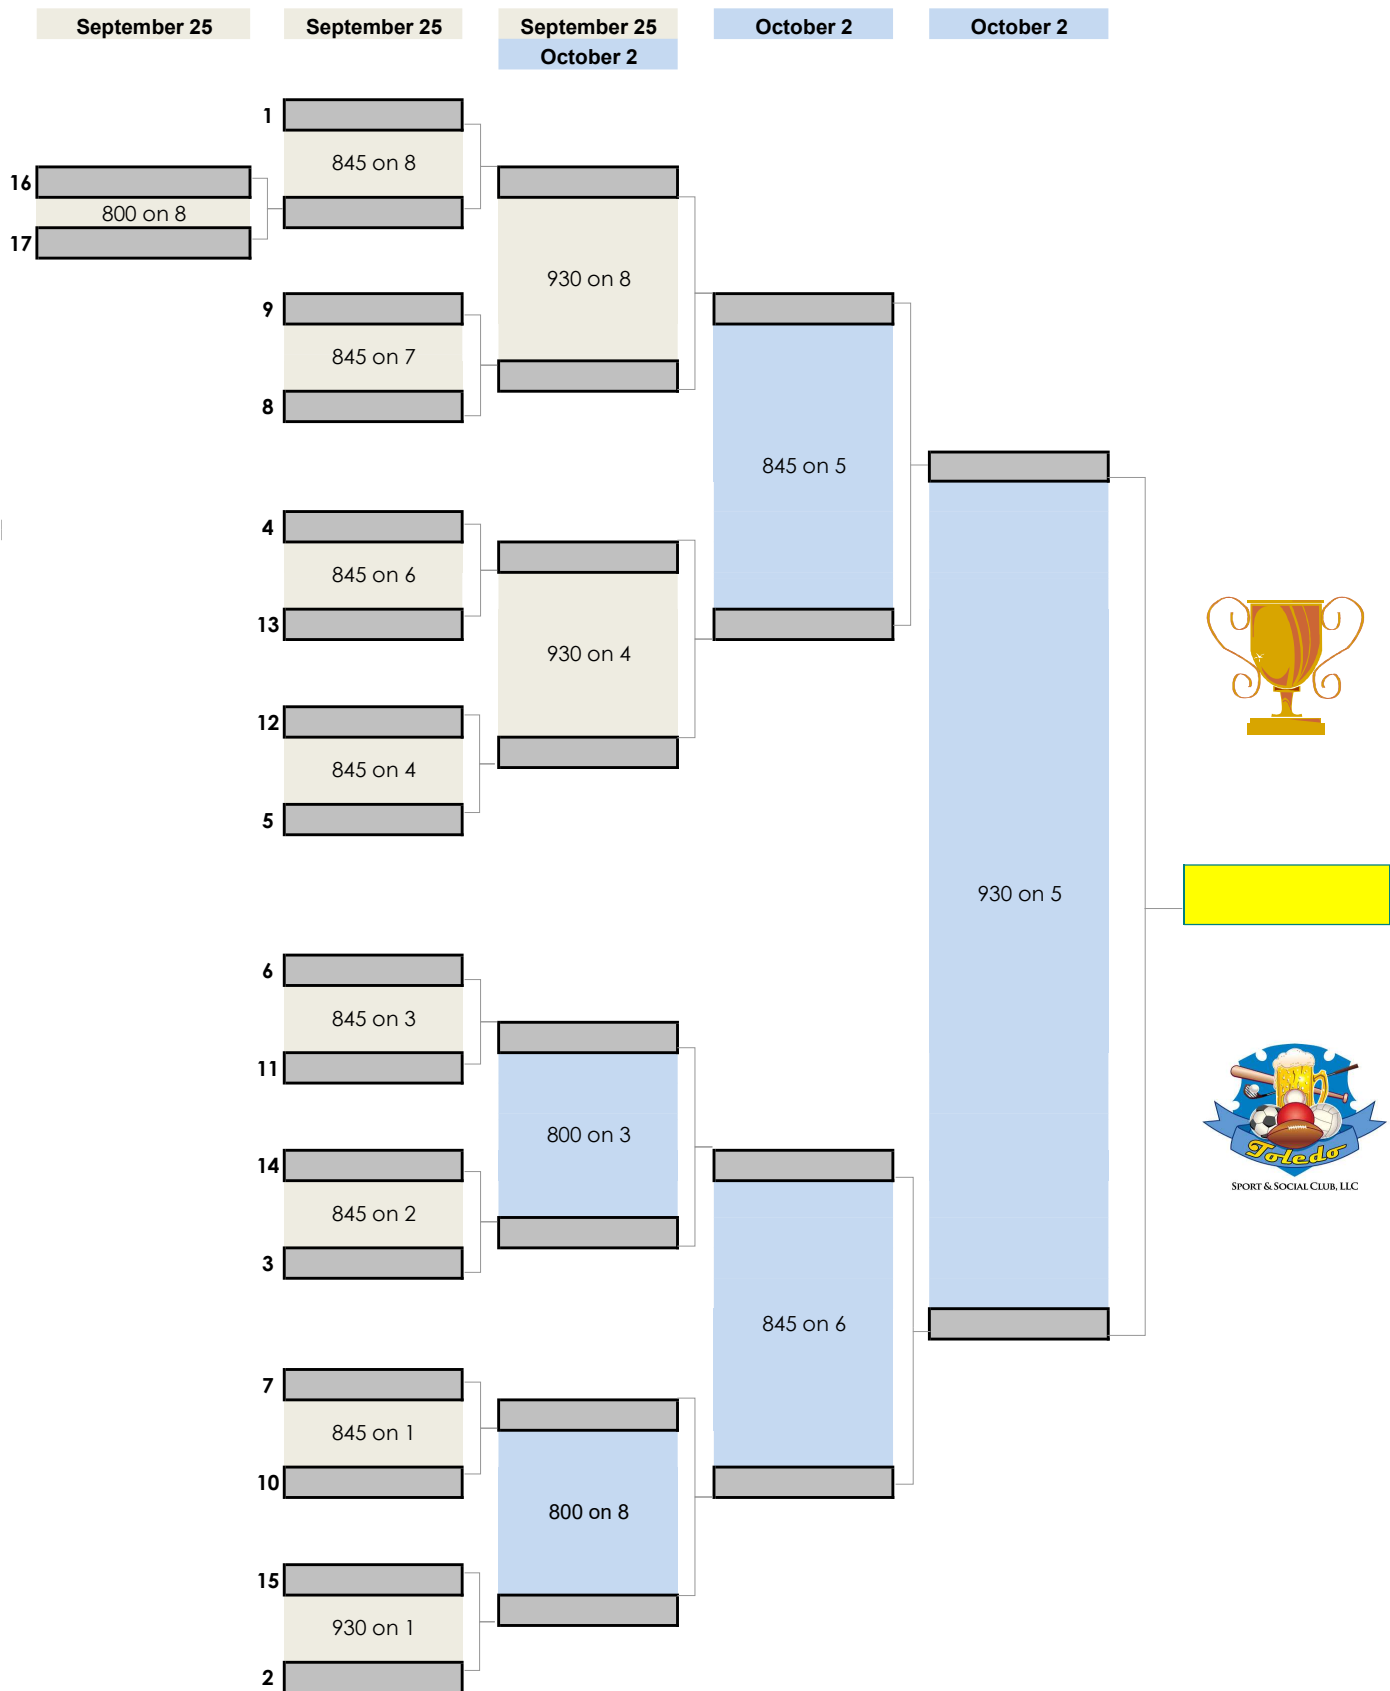 September 25
September 25
September 25
October 2
October 2
October 2
1
845 on 8
16
800 on 8
17
930 on 8
9
845 on 7
8
845 on 5
4
845 on 6
13
930 on 4
12
845 on 4
5
930 on 5
6
845 on 3
11
800 on 3
14
845 on 2
3
Toledo
SPORT & SOCIAL CLUB, LLC
845 on 6
7
845 on 1
10
800 on 8
15
930 on 1
2